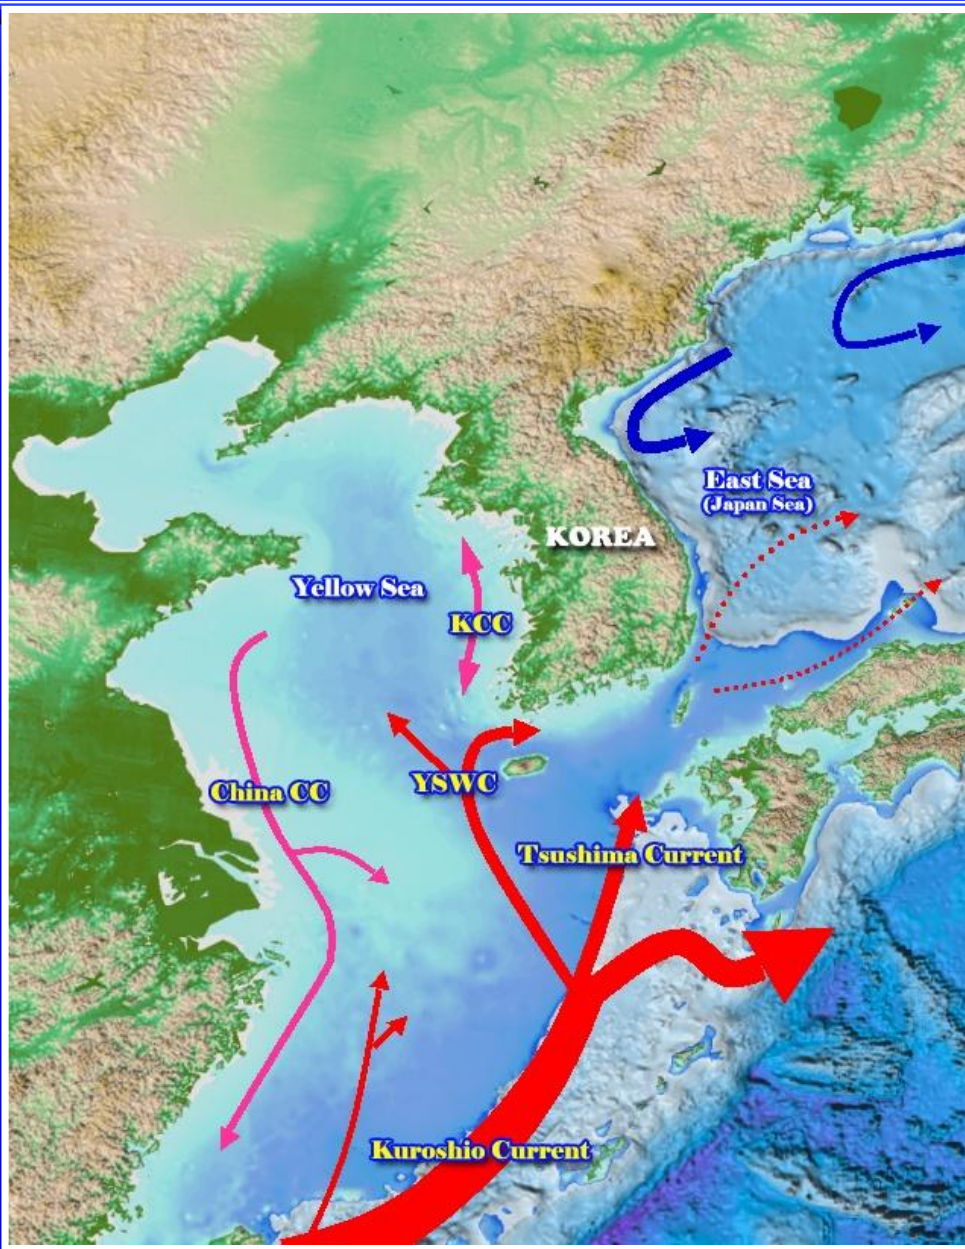 East Sea
(Japan Sea)
KOREA
Yellow Sea
KCC
YSWC
China CC
Tsushima Current
Kuroshio Current